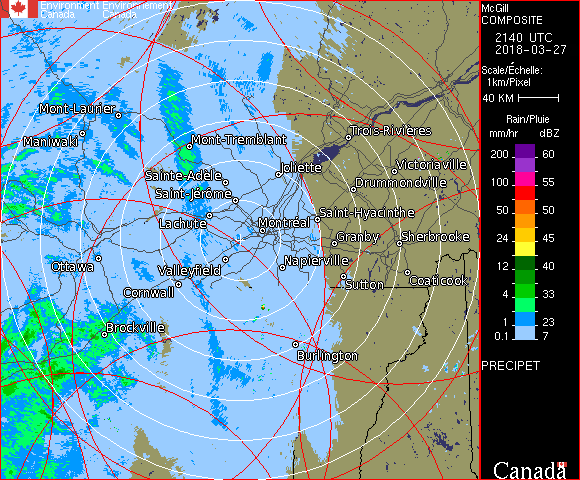 Environment Environnement
Canada Canada
McGill
COMPOSITE
2140 UTC
2018-03-27
Scale/Échelle:
1km/Pixel
40 KM
Rain/Pluie
mm/hr dBZ
200 60
100 55
50 50
24 45
12 40
4 33
1 23
0.1 7
PRECIPET
Canada
Mont-Laurier
Maniwaki
Mont-Tremblant
Trois-Rivières
Joliette
Victoriaville
Sainte-Adèle
Drummondville
Saint-Jérôme
Saint-Hyacinthe
Lachute
Montréal
Granby
Sherbrooke
Ottawa
Valleyfield
Napierville
Cornwall
Sutton
Coaticook
Brockville
Burlington